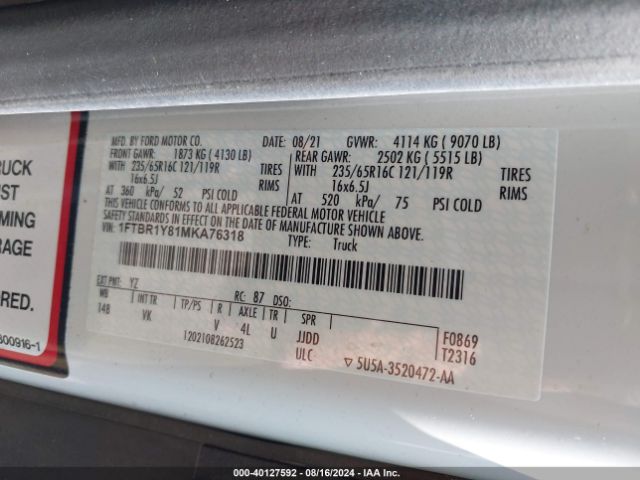 TRUCK
MING
RAGE
RED.
800916-1
MFD. BY FORD MOTOR CO.
DATE: 08/21 GVWR: 4114 KG ( 9070 LB)
FRONT GAWR: 1873 KG ( 4130 LB)
REAR GAWR: 2502 KG ( 5515 LB)
WITH 235/65R16C 121/119R TIRES
WITH 235/65R16C 121/119R TIRES
16x6.5J RIMS
16x6.5J RIMS
AT 360 kPa/ 52 PSI COLD
AT 520 kPa/ 75 PSI COLD
THIS VEHICLE CONFORMS TO ALL APPLICABLE FEDERAL MOTOR VEHICLE
SAFETY STANDARDS IN EFFECT ON THE DATE OF MANUFACTURE SHOWN ABOVE.
VIN: 1FTBR1Y81MKA76318
TYPE: Truck
EXT PNT: YZ RC: 87 DSO:
WB INT TR TP/PS R AXLE TR SPR
148 VK V 4L U JJDD F0869
1202108262523 ULC T2316
▽ 5U5A-3520472-AA
000-40127592 - 08/16/2024 - IAA Inc.